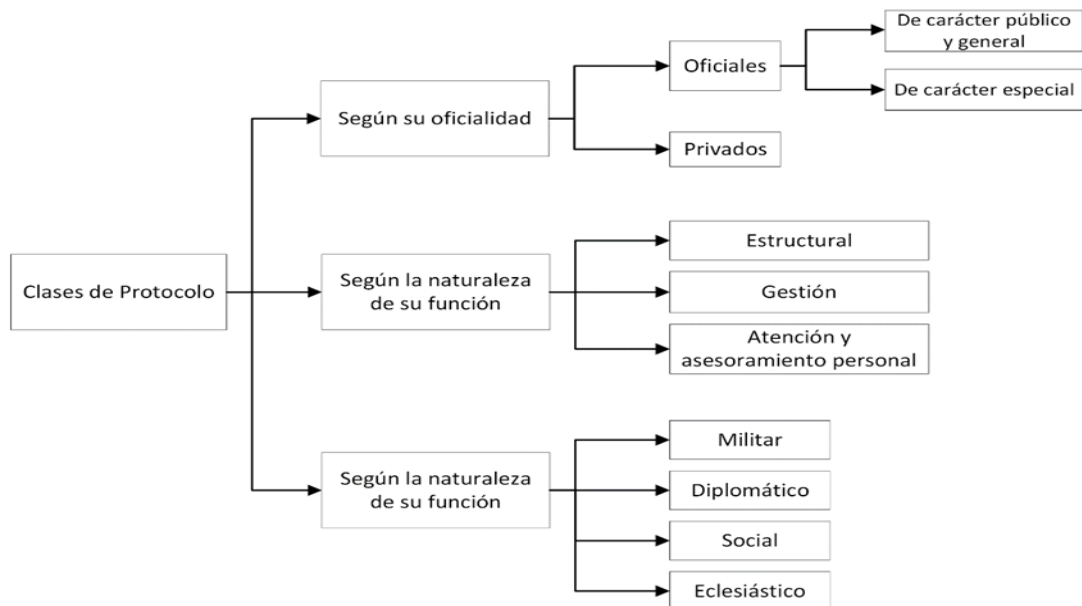 Clases de Protocolo
Según su oficialidad
Oficiales
De carácter público
y general
De carácter especial
Privados
Según la naturaleza
de su función
Estructural
Gestión
Atención y
asesoramiento personal
Según la naturaleza
de su función
Militar
Diplomático
Social
Eclesiástico